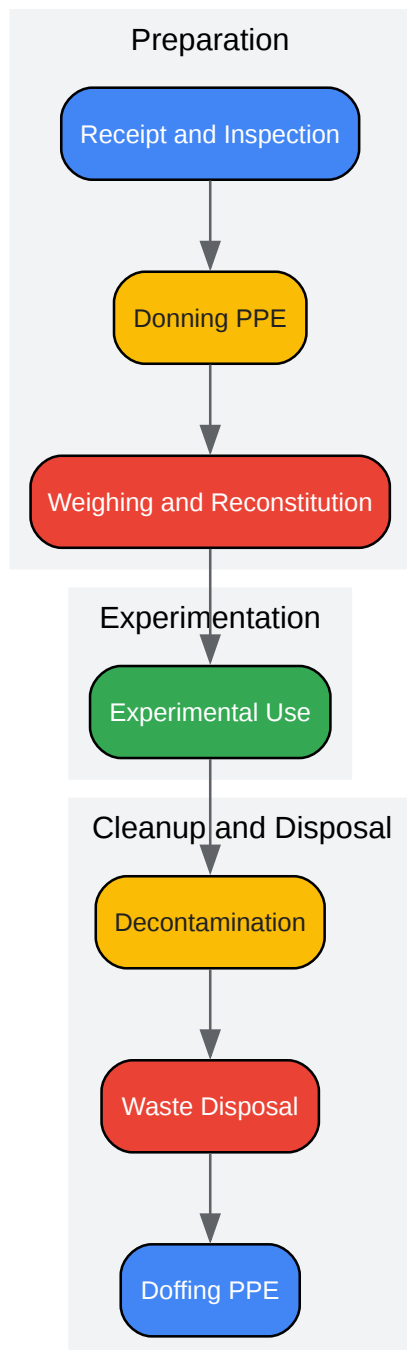 Preparation
Receipt and Inspection
Donning PPE
Weighing and Reconstitution
Experimentation
Experimental Use
Cleanup and Disposal
Decontamination
Waste Disposal
Doffing PPE